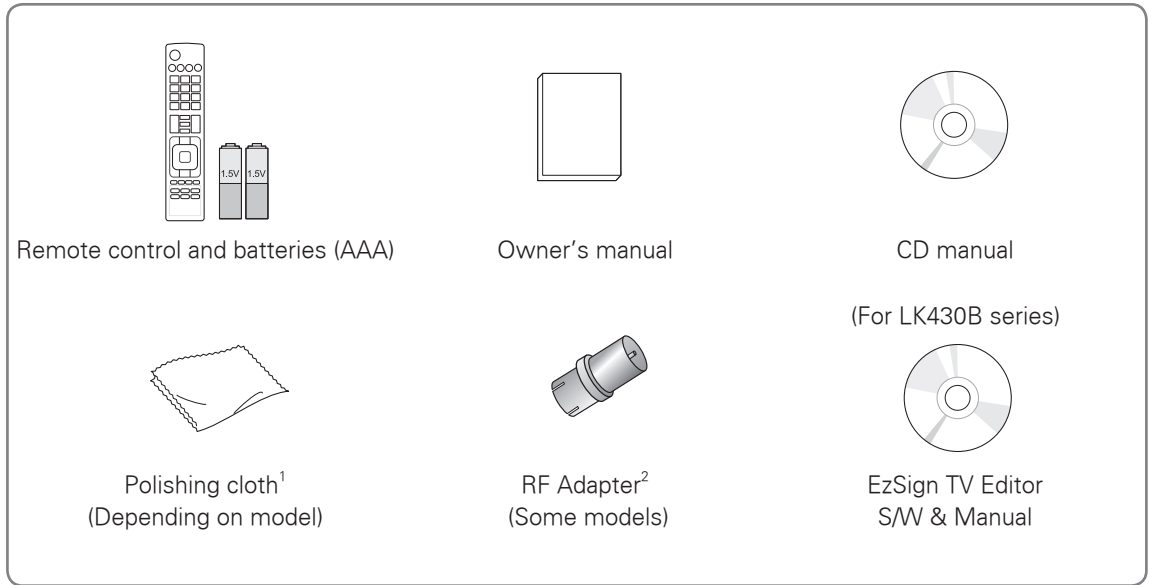 1.5V 1.5V
Remote control and batteries (AAA)
Owner's manual
CD manual
Polishing cloth¹
(Depending on model)
RF Adapter²
(Some models)
(For LK430B series)
EzSign TV Editor
S/W & Manual